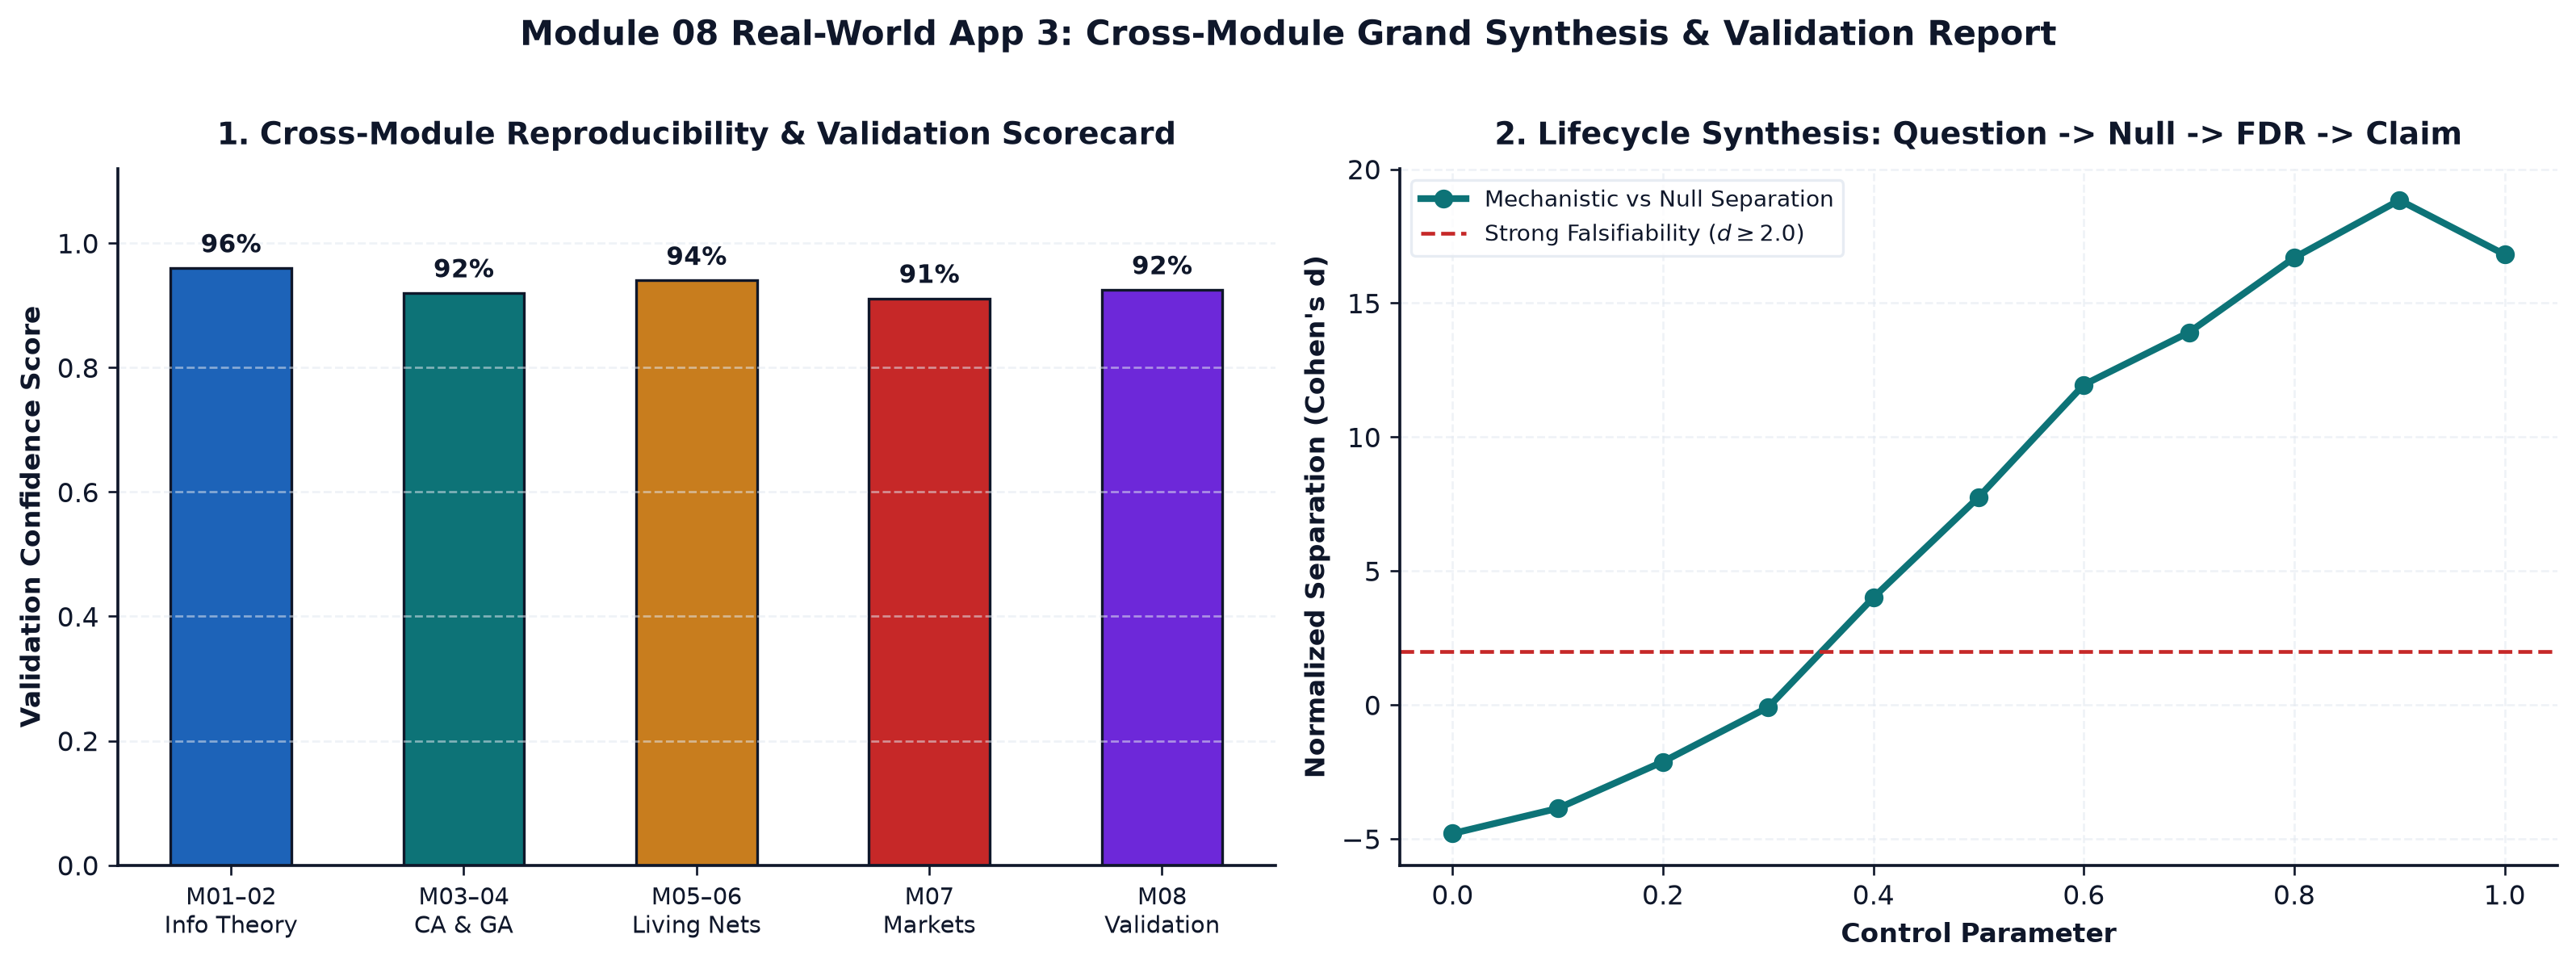 Module 08 Real-World App 3: Cross-Module Grand Synthesis & Validation Report
1. Cross-Module Reproducibility & Validation Scorecard
Validation Confidence Score
1.0
0.8
0.6
0.4
0.2
0.0
96%
92%
94%
91%
92%
M01–02
Info Theory
M03–04
CA & GA
M05–06
Living Nets
M07
Markets
M08
Validation
2. Lifecycle Synthesis: Question -> Null -> FDR -> Claim
Normalized Separation (Cohen's d)
20
15
10
5
0
−5
Mechanistic vs Null Separation
Strong Falsifiability (d ≥ 2.0)
0.0
0.2
0.4
0.6
0.8
1.0
Control Parameter